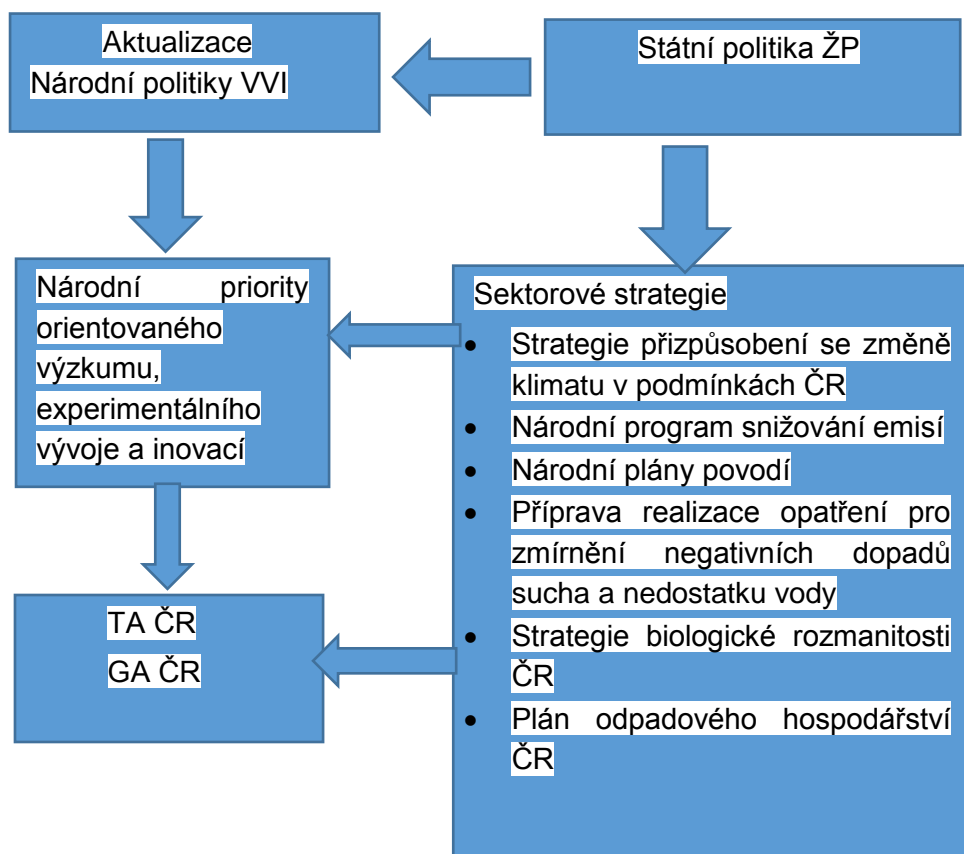 Aktualizace
Národní politiky VVI
Státní politika ŽP
Národní priority
orientovaného
výzkumu,
experimentálního
vývoje a inovací
TA ČR
GA ČR
Sektorové strategie
• Strategie přizpůsobení se změně
klimatu v podmínkách ČR
• Národní program snižování emisí
• Národní plány povodí
• Příprava realizace opatření pro
zmírnění negativních dopadů
sucha a nedostatku vody
• Strategie biologické rozmanitosti
ČR
• Plán odpadového hospodářství
ČR